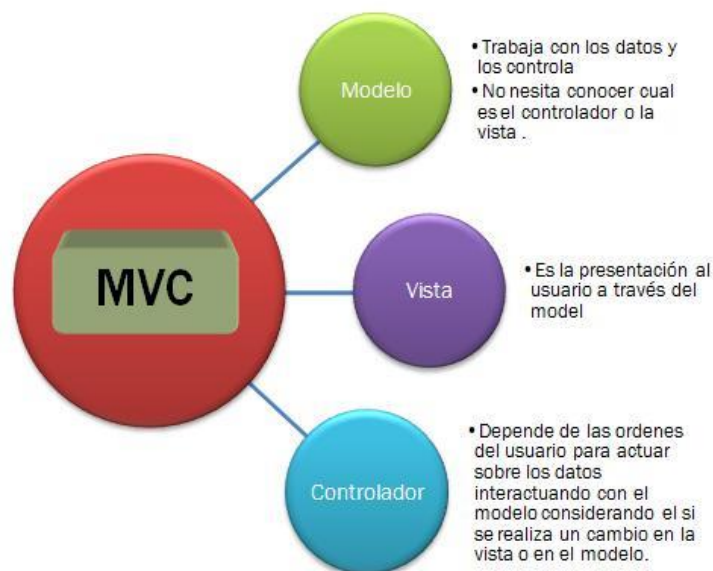 Modelo
• Trabaja con los datos y
los controla
• No nesita conocer cual
es el controlador o la
vista .
MVC
Vista
• Es la presentación al
usuario a través del
model
Controlador
• Depende de las ordenes
del usuario para actuar
sobre los datos
interactuando con el
modelo considerando el si
se realiza un cambio en la
vista o en el modelo.